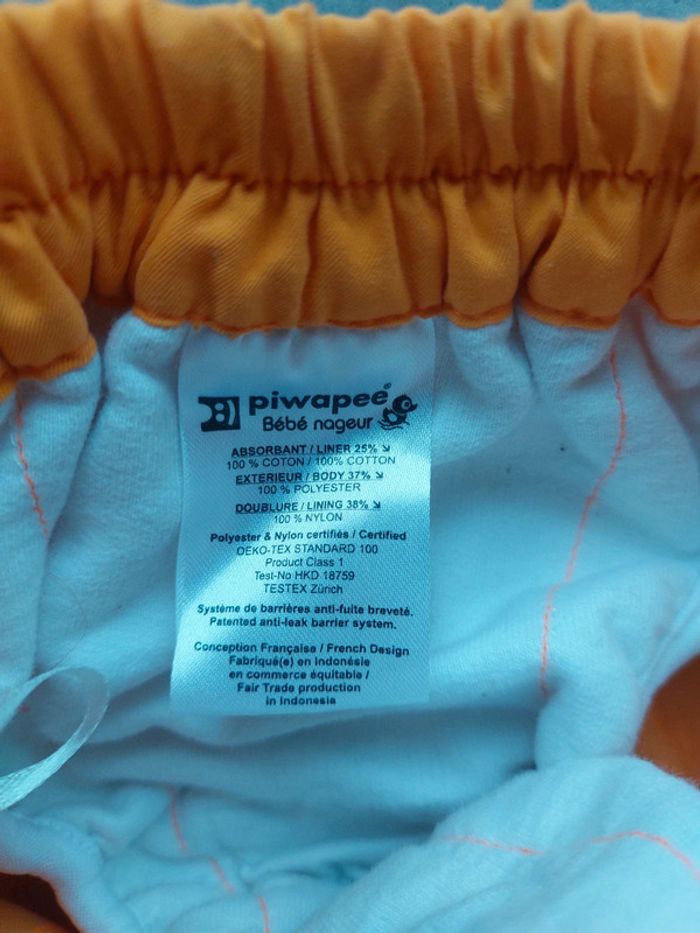 piwapee®
Bébé nageur
ABSORBANT / LINER 25% ↘
100 % COTON / 100% COTTON
EXTERIEUR / BODY 37% ↘
100 % POLYESTER
DOUBLURE / LINING 38% ↘
100 % NYLON
Polyester & Nylon certifiés / Certified
OEKO-TEX STANDARD 100
Product Class 1
Test-No HKD 18759
TESTEX Zürich
Système de barrières anti-fuite breveté.
Patented anti-leak barrier system.
Conception Française / French Design
Fabriqué(e) en Indonésie
en commerce équitable /
Fair Trade production
in Indonesia